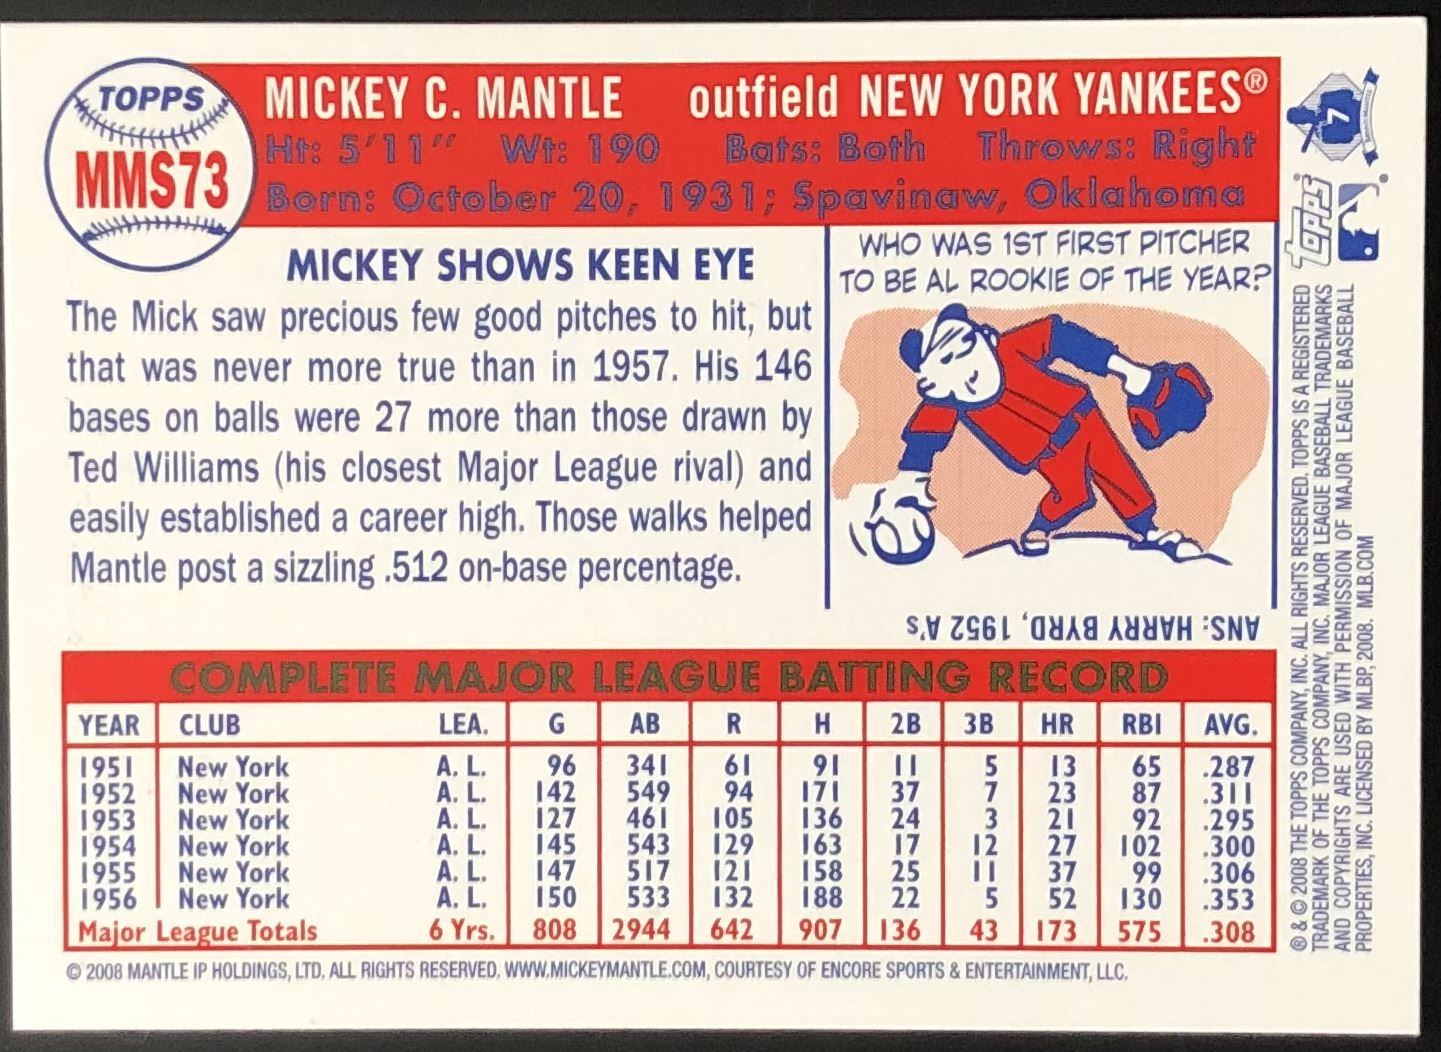 TOPPS
MMS73
MICKEY C. MANTLE outfield NEW YORK YANKEES®
Ht: 5'11" Wt: 190 Bats: Both Throws: Right
Born: October 20, 1931; Spavinaw, Oklahoma
MICKEY SHOWS KEEN EYE
The Mick saw precious few good pitches to hit, but
that was never more true than in 1957. His 146
bases on balls were 27 more than those drawn by
Ted Williams (his closest Major League rival) and
easily established a career high. Those walks helped
Mantle post a sizzling .512 on-base percentage.
WHO WAS 1ST FIRST PITCHER
TO BE AL ROOKIE OF THE YEAR?
ANS: HARRY BYRD, 1952 A's
COMPLETE MAJOR LEAGUE BATTING RECORD
YEAR CLUB LEA. G AB R H 2B 3B HR RBI AVG.
1951 New York A. L. 96 341 61 91 11 5 13 65 .287
1952 New York A. L. 142 549 94 171 37 7 23 87 .311
1953 New York A. L. 127 461 105 136 24 3 21 92 .295
1954 New York A. L. 145 543 129 163 17 12 27 102 .300
1955 New York A. L. 147 517 121 158 25 11 37 99 .306
1956 New York A. L. 150 533 132 188 22 5 52 130 .353
Major League Totals 6 Yrs. 808 2944 642 907 136 43 173 575 .308
© 2008 MANTLE IP HOLDINGS, LTD. ALL RIGHTS RESERVED. WWW.MICKEYMANTLE.COM, COURTESY OF ENCORE SPORTS & ENTERTAINMENT, LLC.
7
Topps
® & © 2008 THE TOPPS COMPANY, INC. ALL RIGHTS RESERVED. TOPPS IS A REGISTERED
TRADEMARK OF THE TOPPS COMPANY, INC. MAJOR LEAGUE BASEBALL TRADEMARKS
AND COPYRIGHTS ARE USED WITH PERMISSION OF MAJOR LEAGUE BASEBALL
PROPERTIES, INC. LICENSED BY MLBP, 2008. MLB.COM